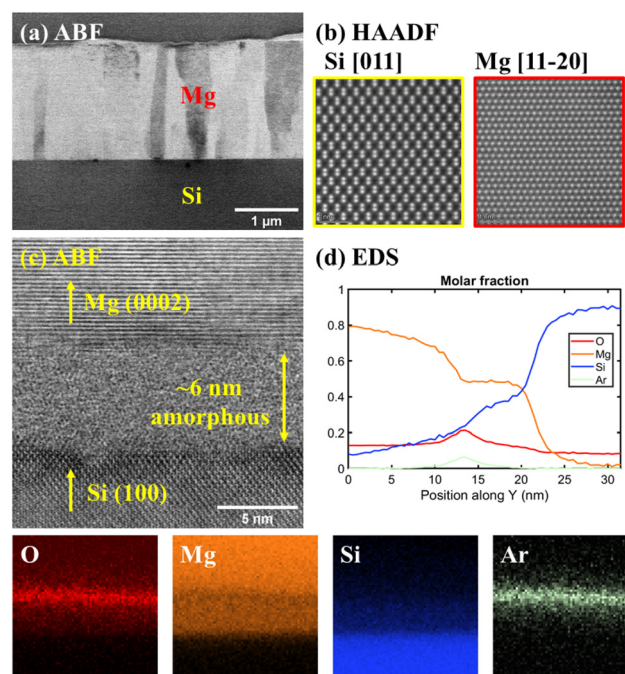 (a) ABF
Mg
Si
1 μm
(b) HAADF
Si [011]
Mg [11-20]
(c) ABF
Mg (0002)
~6 nm
amorphous
Si (100)
5 nm
(d) EDS
Molar fraction
1
0.8
0.6
0.4
0.2
0
0 5 10 15 20 25 30
Position along Y (nm)
O
Mg
Si
Ar
O
Mg
Si
Ar